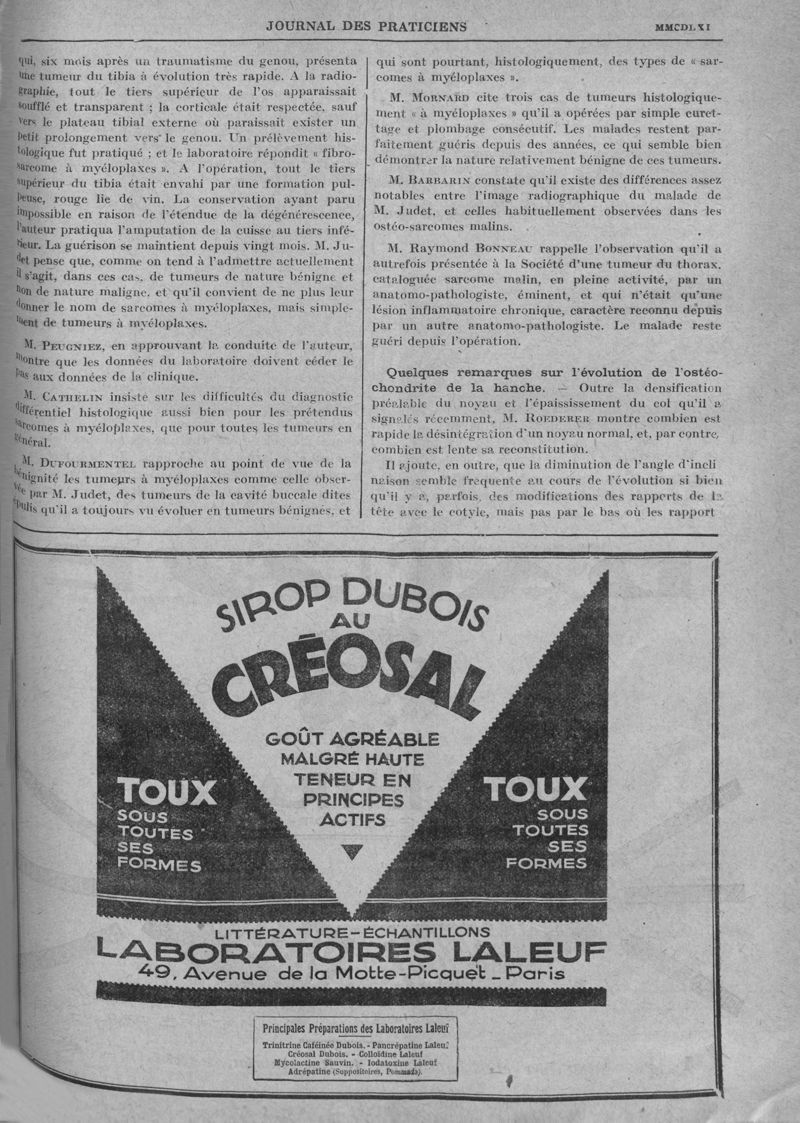 JOURNAL DES PRATICIENS
MMCDLXI
qui, six mois après un traumatisme du genou, présenta
une tumeur du tibia à évolution très rapide. A la radio-
graphie, tout le tiers supérieur de l'os apparaissait
soufflé et transparent ; la corticale était respectée, sauf
vers le plateau tibial externe où paraissait exister un
petit prolongement vers le genou. Un prélèvement his-
tologique fut pratiqué ; et le laboratoire répondit « fibro-
sarcome à myéloplaxes ». A l'opération, tout le tiers
supérieur du tibia était envahi par une formation pul-
peuse, rouge lie de vin. La conservation ayant paru
impossible en raison de l'étendue de la dégénérescence,
l'auteur pratiqua l'amputation de la cuisse au tiers infé-
rieur. La guérison se maintient depuis vingt mois. M. Ju-
det pense que, comme on tend à l'admettre actuellement
il s'agit, dans ces cas, de tumeurs de nature bénigne et
non de nature maligne, et qu'il convient de ne plus leur
donner le nom de sarcomes à myéloplaxes, mais simple-
ment de tumeurs à myéloplaxes.
M. PEUGNIEZ, en approuvant la conduite de l'auteur,
montre que les données du laboratoire doivent céder le
pas aux données de la clinique.
M. CATHELIN insiste sur les difficultés du diagnostic
différentiel histologique aussi bien pour les prétendus
sarcomes à myéloplaxes, que pour toutes les tumeurs en
général.
M. DUFOURMENTEL rapproche au point de vue de la
bénignité les tumeurs à myéloplaxes comme celle obser-
vée par M. Judet, des tumeurs de la cavité buccale dites
épulis qu'il a toujours vu évoluer en tumeurs bénignes, et
qui sont pourtant, histologiquement, des types de « sar-
comes à myéloplaxes ».
M. MORNARD cite trois cas de tumeurs histologique-
ment « à myéloplaxes » qu'il a opérées par simple curet-
tage et plombage consécutif. Les malades restent par-
faitement guéris depuis des années, ce qui semble bien
démontrer la nature relativement bénigne de ces tumeurs.
M. BARBARIN constate qu'il existe des différences assez
notables entre l'image radiographique du malade de
M. Judet, et celles habituellement observées dans les
ostéo-sarcomes malins.
M. Raymond BONNEAU rappelle l'observation qu'il a
autrefois présentée à la Société d'une tumeur du thorax,
cataloguée sarcome malin, en pleine activité, par un
anatomo-pathologiste, éminent, et qui n'était qu'une
lésion inflammatoire chronique, caractère reconnu depuis
par un autre anatomo-pathologiste. Le malade reste
guéri depuis l'opération.
Quelques remarques sur l'évolution de l'ostéo-
chondrite de la hanche. — Outre la densification
préalable du noyau et l'épaississement du col qu'il a
signalés récemment, M. ROEDERER montre combien est
rapide la désintégration d'un noyau normal, et, par contre,
combien est lente sa reconstitution.
Il ajoute, en outre, que la diminution de l'angle d'incli
naison semble fréquente au cours de l'évolution si bien
qu'il y a, parfois, des modifications des rapports de la
tête avec le cotyle, mais pas par le bas où les rapport
SIROP DUBOIS
AU
CRÉOSAL
GOÛT AGRÉABLE
MALGRÉ HAUTE
TENEUR EN
PRINCIPES
ACTIFS
TOUX
SOUS
TOUTES
SES
FORMES
TOUX
SOUS
TOUTES
SES
FORMES
LITTÉRATURE-ÉCHANTILLONS
LABORATOIRES LALEUF
49, Avenue de la Motte-Picquet - Paris
Principales Préparations des Laboratoires Laleuf
Trinitrine Caféinée Dubois. - Pancrépatine Laleuf
Créosal Dubois. - Colloïdine Laleuf
Mycolactine Sauvin. - Iodatoxine Laleuf
Adrépatine (Suppositoires, Pommade).